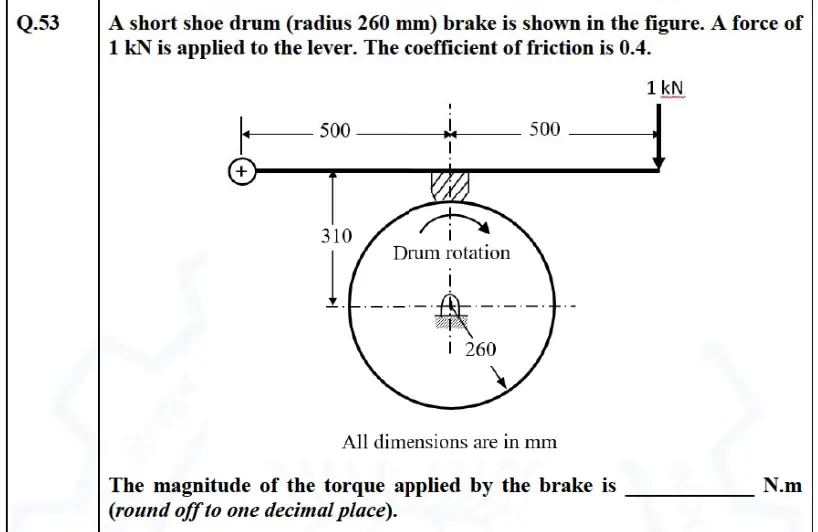 Q.53
A short shoe drum (radius 260 mm) brake is shown in the figure. A force of
1 kN is applied to the lever. The coefficient of friction is 0.4.
1 kN
500
500
310
Drum rotation
260
All dimensions are in mm
The magnitude of the torque applied by the brake is ____________ N.m
(round off to one decimal place).